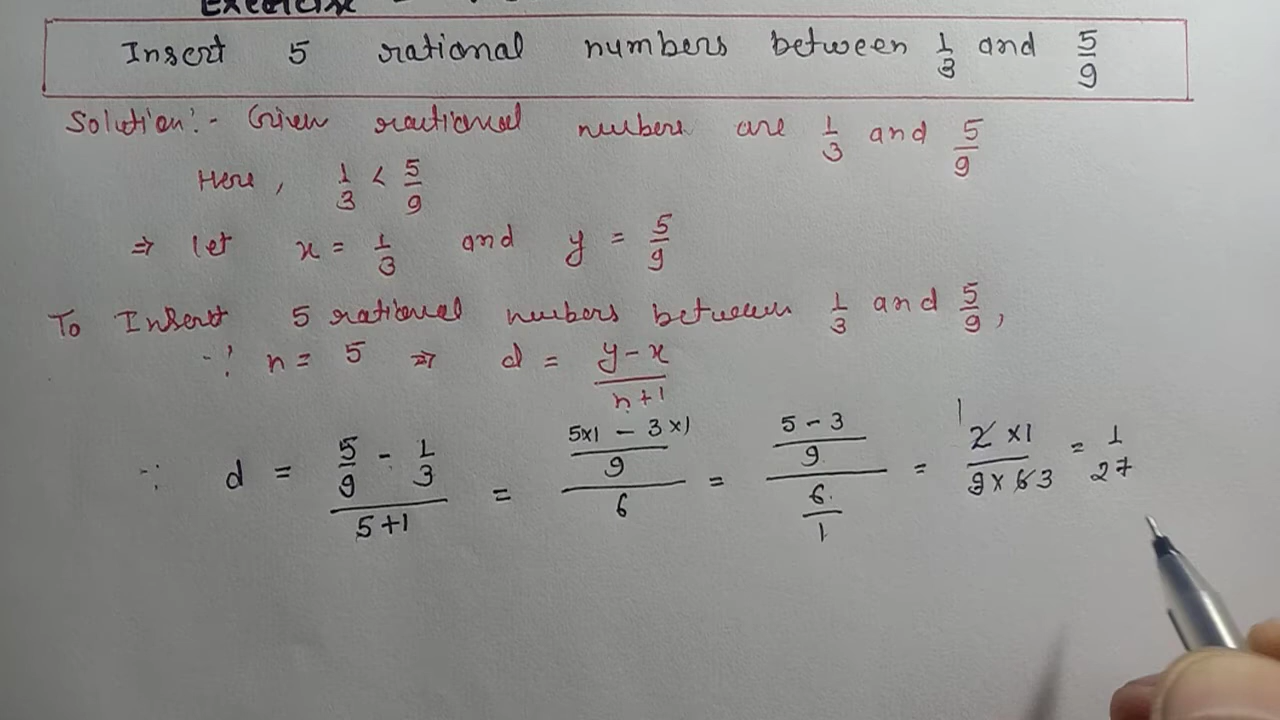 Exercise
Insert 5 rational numbers between 1/3 and 5/9
Solution:- Given rational numbers are 1/3 and 5/9
Here, 1/3 < 5/9
⇒ let x = 1/3 and y = 5/9
To Insert 5 rational numbers between 1/3 and 5/9,
∵ n = 5 ⇒ d = (y-x)/(n+1)
∵ d = (5/9 - 1/3)/(5+1) = ((5×1 - 3×1)/9)/6 = ((5-3)/9)/(6/1) = 1 (2×1)/(9×6 3) = 1/27